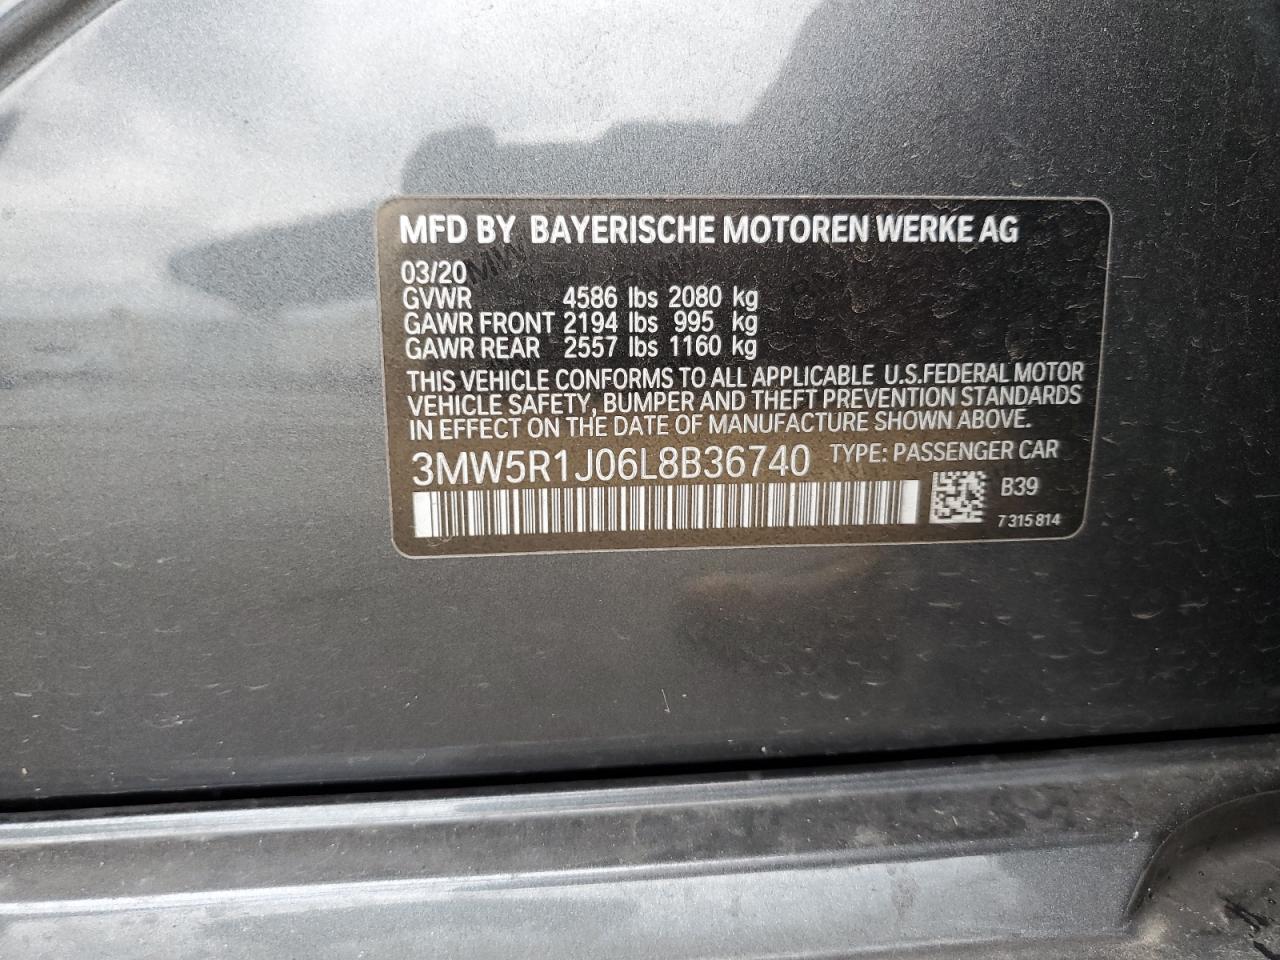 MFD BY BAYERISCHE MOTOREN WERKE AG
03/20
GVWR 4586 lbs 2080 kg
GAWR FRONT 2194 lbs 995 kg
GAWR REAR 2557 lbs 1160 kg
THIS VEHICLE CONFORMS TO ALL APPLICABLE U.S.FEDERAL MOTOR
VEHICLE SAFETY, BUMPER AND THEFT PREVENTION STANDARDS
IN EFFECT ON THE DATE OF MANUFACTURE SHOWN ABOVE.
3MW5R1J06L8B36740 TYPE: PASSENGER CAR
B39
7 315 814